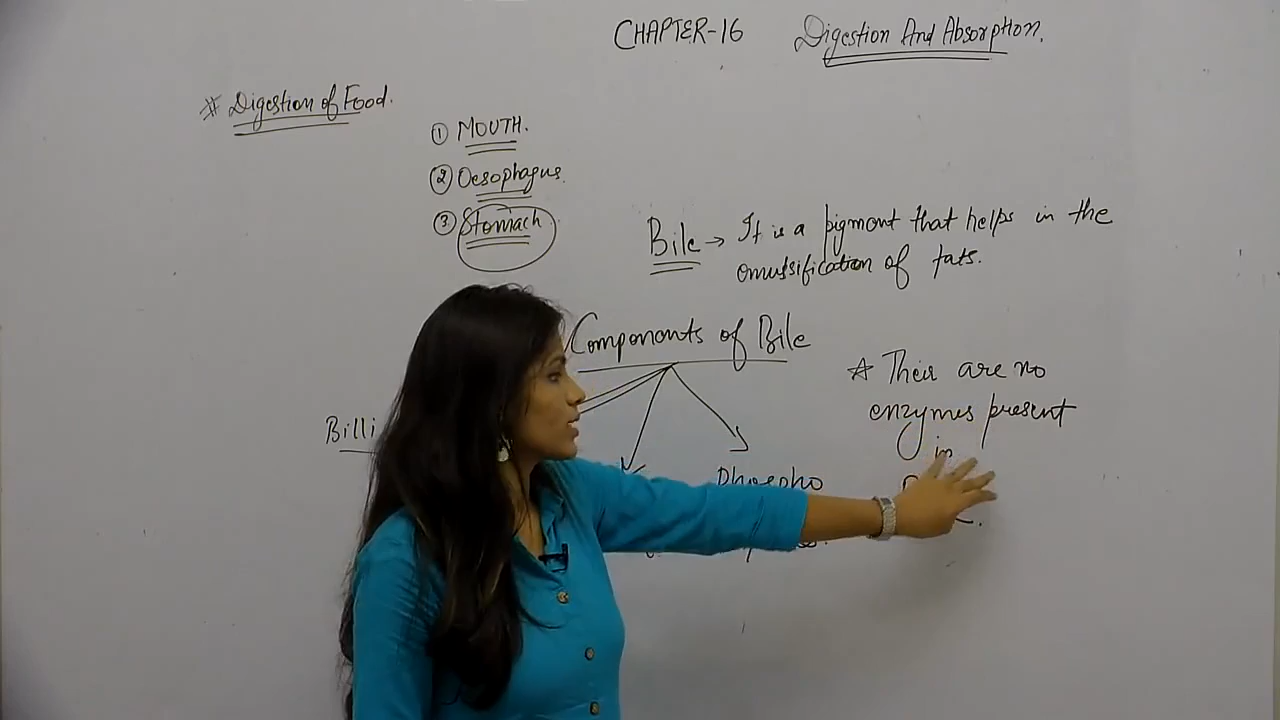 CHAPTER-16 Digestion And Absorption.
# Digestion of Food.
① MOUTH.
② Oesophagus.
③ Stomach.
Bile → It is a pigment that helps in the
emulsification of fats.
Components of Bile
* Their are no
enzymes present
in
Billi
Phospho